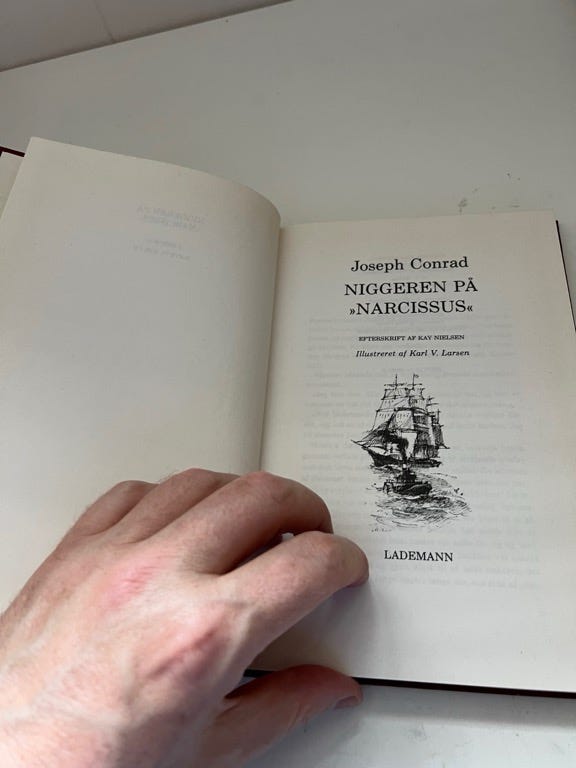 Joseph Conrad
NIGGEREN PÅ
»NARCISSUS«
EFTERSKRIFT AF KAY NIELSEN
Illustreret af Karl V. Larsen
LADEMANN